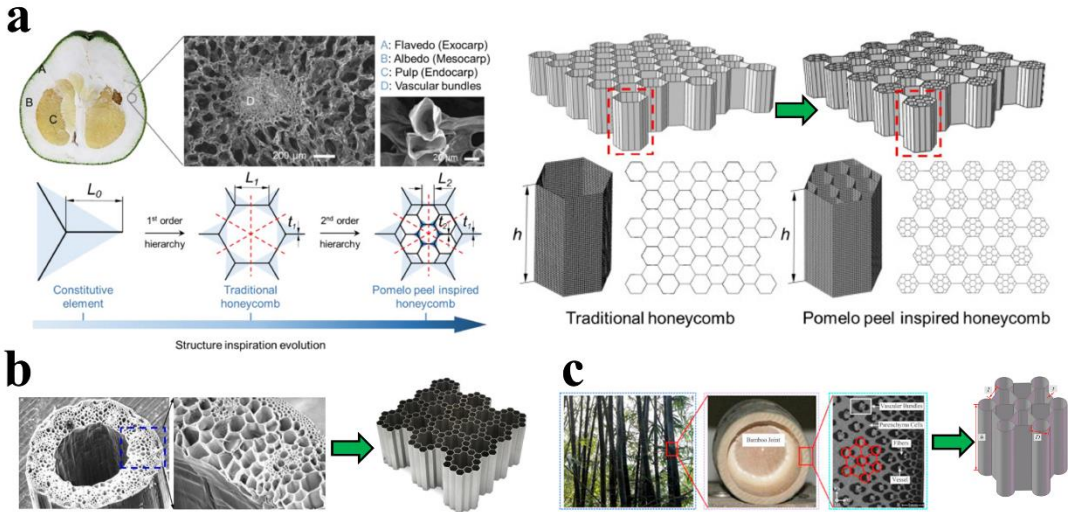 a
A: Flavedo (Exocarp)
B: Albedo (Mesocarp)
C: Pulp (Endocarp)
D: Vascular bundles
A
B
C
D
200 μm
20 μm
L0
1st order
hierarchy
L1
t1
2nd order
hierarchy
L2
t2
t1
Constitutive
element
Traditional
honeycomb
Pomelo peel inspired
honeycomb
Structure inspiration evolution
h
h
Traditional honeycomb
Pomelo peel inspired honeycomb
b
c
Bamboo Joint
Vascular Bundles
Parenchyma Cells
Fibers
Vessel
D